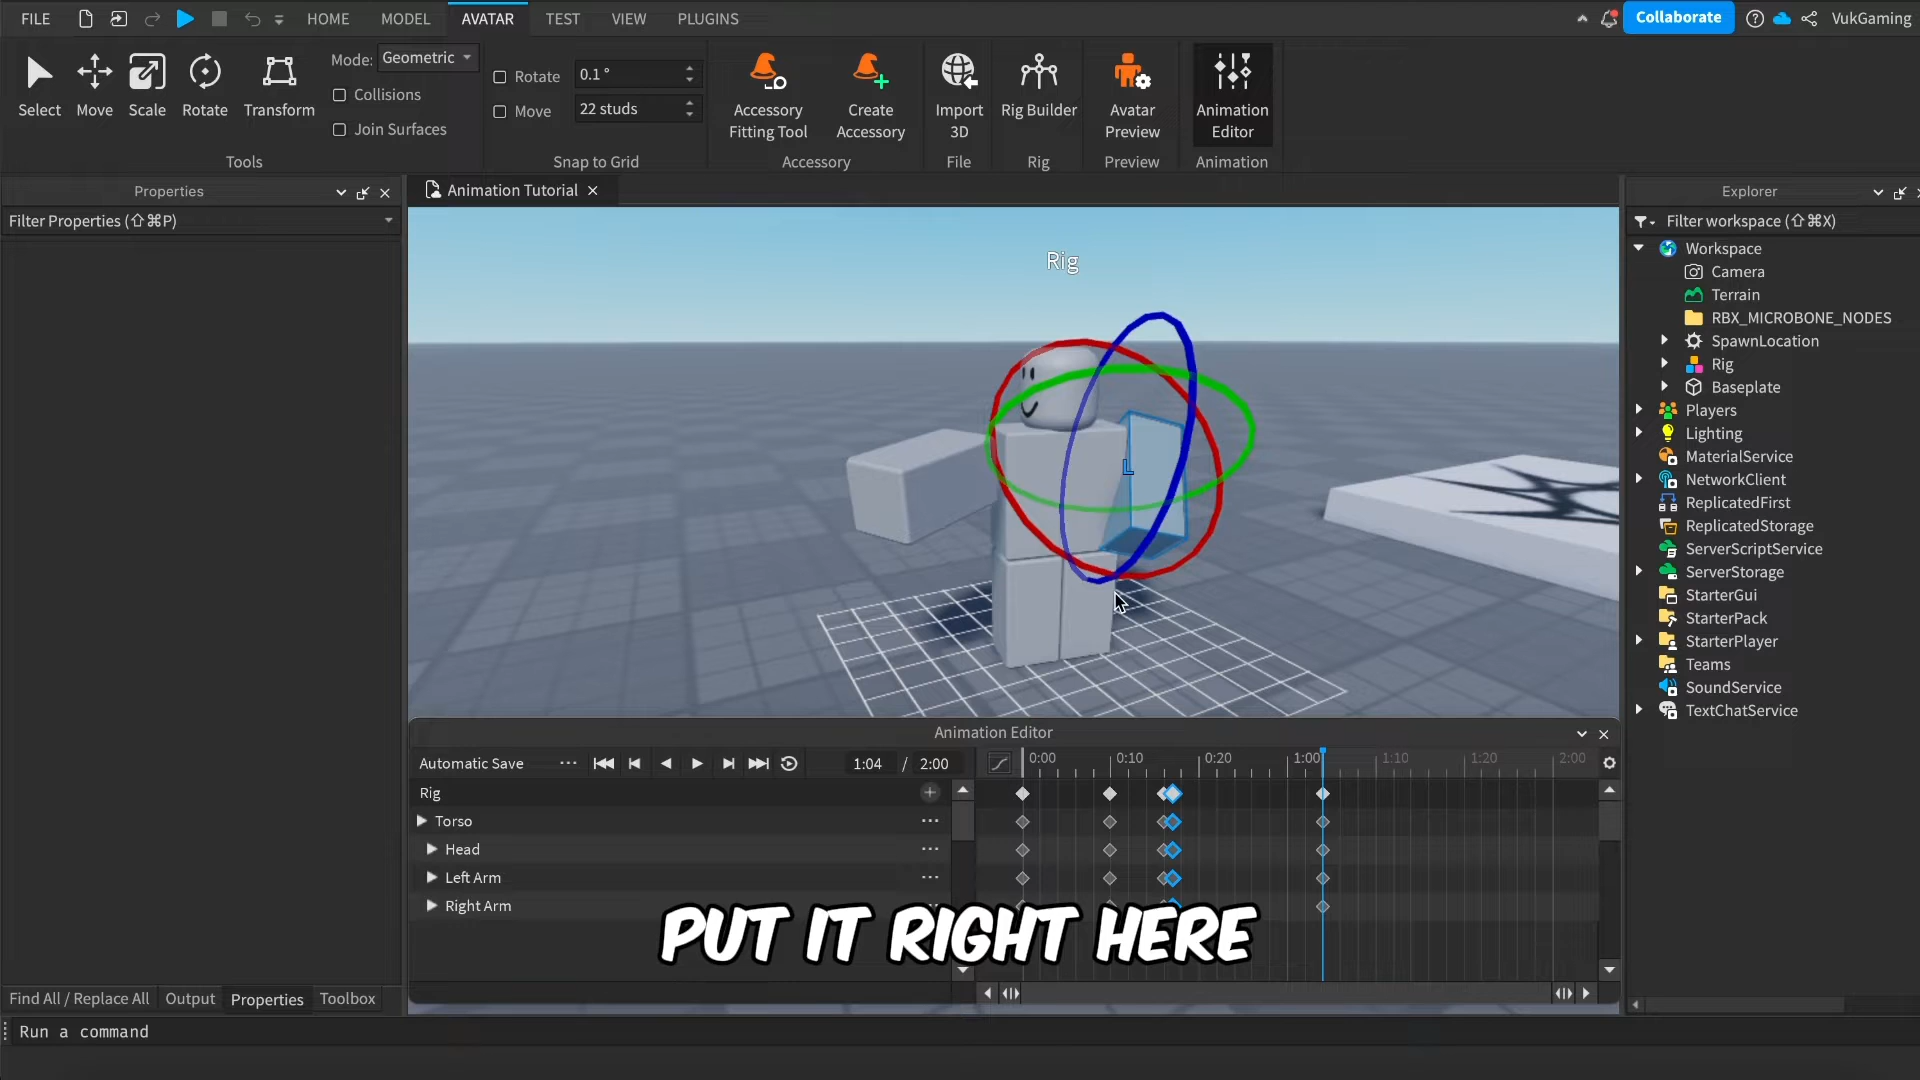 FILE HOME MODEL AVATAR TEST VIEW PLUGINS Collaborate VukGaming
Select Move Scale Rotate Transform
Mode: Geometric
Collisions
Join Surfaces
Tools
Rotate 0.1 °
Move 22 studs
Snap to Grid
Accessory Fitting Tool
Create Accessory
Accessory
Import 3D
File
Rig Builder
Rig
Avatar Preview
Preview
Animation Editor
Animation
Properties
Filter Properties (⇧⌘P)
Animation Tutorial
Rig
L
Explorer
Filter workspace (⇧⌘X)
Workspace
Camera
Terrain
RBX_MICROBONE_NODES
SpawnLocation
Rig
Baseplate
Players
Lighting
MaterialService
NetworkClient
ReplicatedFirst
ReplicatedStorage
ServerScriptService
ServerStorage
StarterGui
StarterPack
StarterPlayer
Teams
SoundService
TextChatService
Animation Editor
Automatic Save 1:04 / 2:00 0:00 0:10 0:20 1:00 1:10 1:20 2:00
Rig
Torso
Head
Left Arm
Right Arm
PUT IT RIGHT HERE
Find All / Replace All Output Properties Toolbox
Run a command